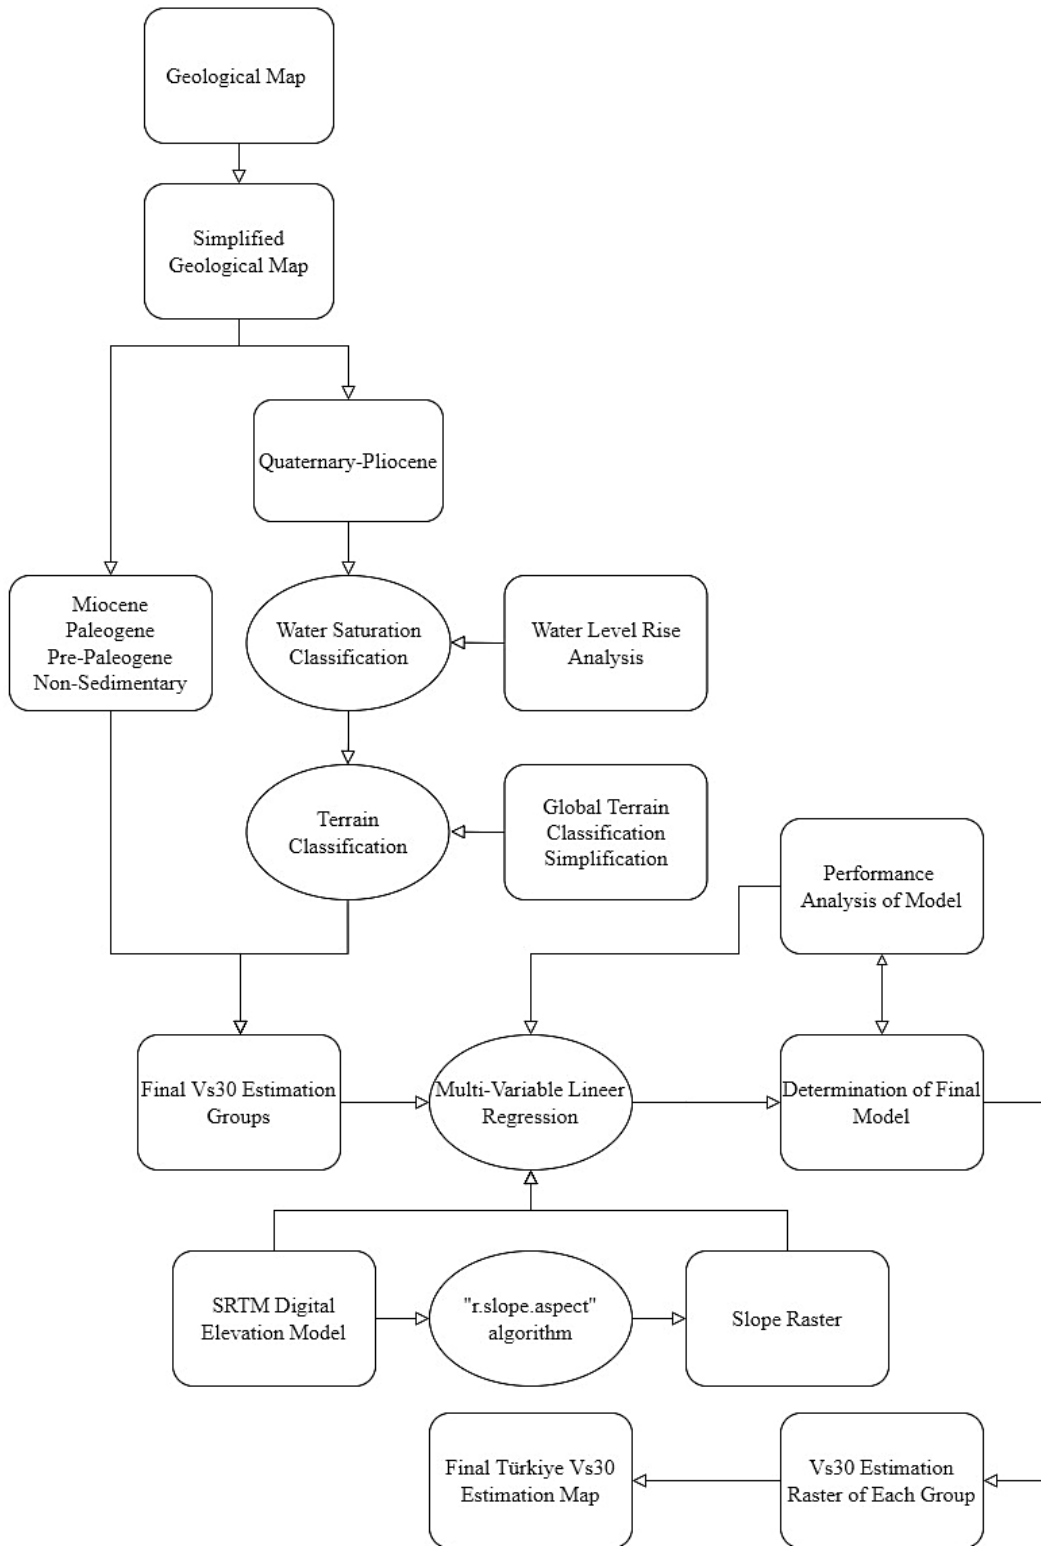 Geological Map
Simplified
Geological Map
Quaternary-Pliocene
Miocene
Paleogene
Pre-Paleogene
Non-Sedimentary
Water Saturation
Classification
Water Level Rise
Analysis
Terrain
Classification
Global Terrain
Classification
Simplification
Performance
Analysis of Model
Final Vs30 Estimation
Groups
Multi-Variable Lineer
Regression
Determination of Final
Model
SRTM Digital
Elevation Model
"r.slope.aspect"
algorithm
Slope Raster
Final Türkiye Vs30
Estimation Map
Vs30 Estimation
Raster of Each Group